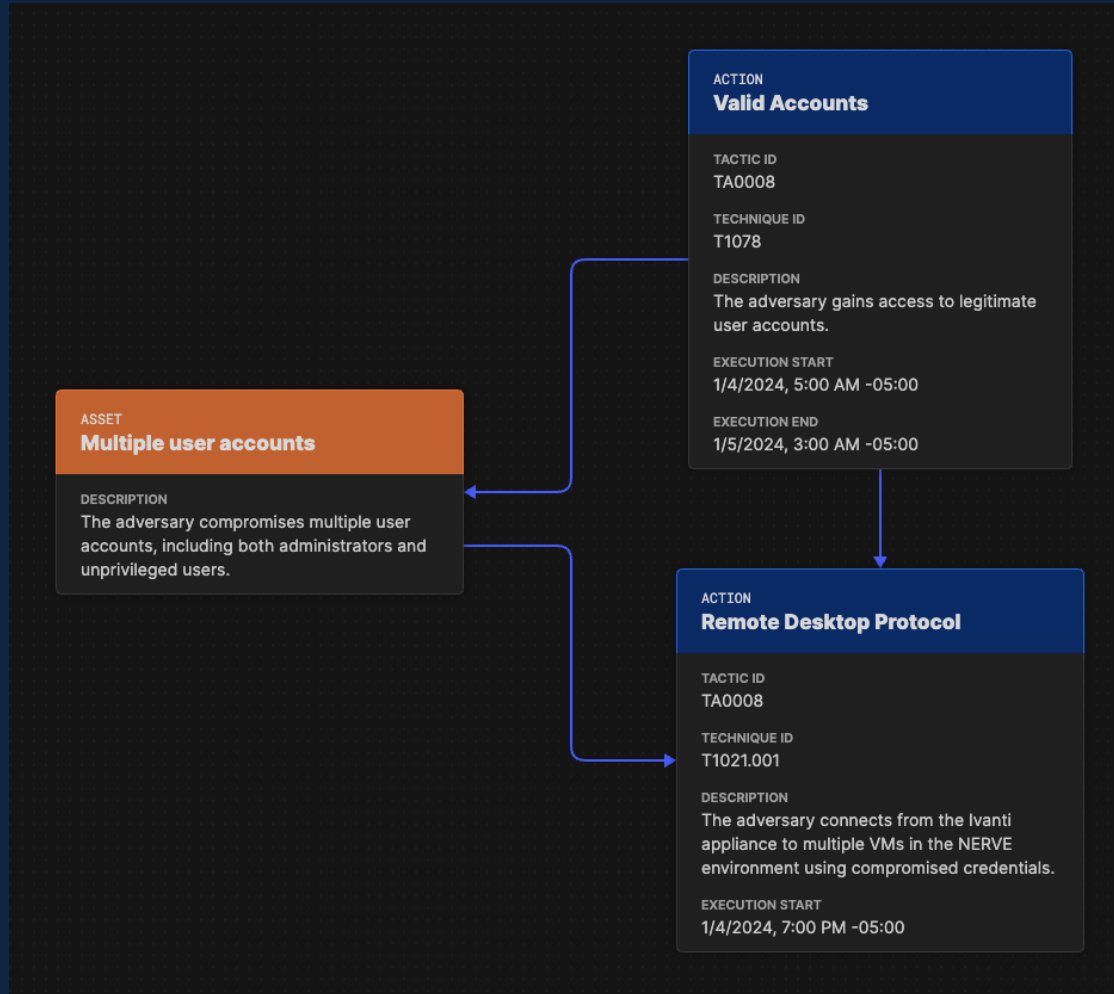 ACTION
Valid Accounts
TACTIC ID
TA0008
TECHNIQUE ID
T1078
DESCRIPTION
The adversary gains access to legitimate
user accounts.
EXECUTION START
1/4/2024, 5:00 AM -05:00
EXECUTION END
1/5/2024, 3:00 AM -05:00
ASSET
Multiple user accounts
DESCRIPTION
The adversary compromises multiple user
accounts, including both administrators and
unprivileged users.
ACTION
Remote Desktop Protocol
TACTIC ID
TA0008
TECHNIQUE ID
T1021.001
DESCRIPTION
The adversary connects from the Ivanti
appliance to multiple VMs in the NERVE
environment using compromised credentials.
EXECUTION START
1/4/2024, 7:00 PM -05:00